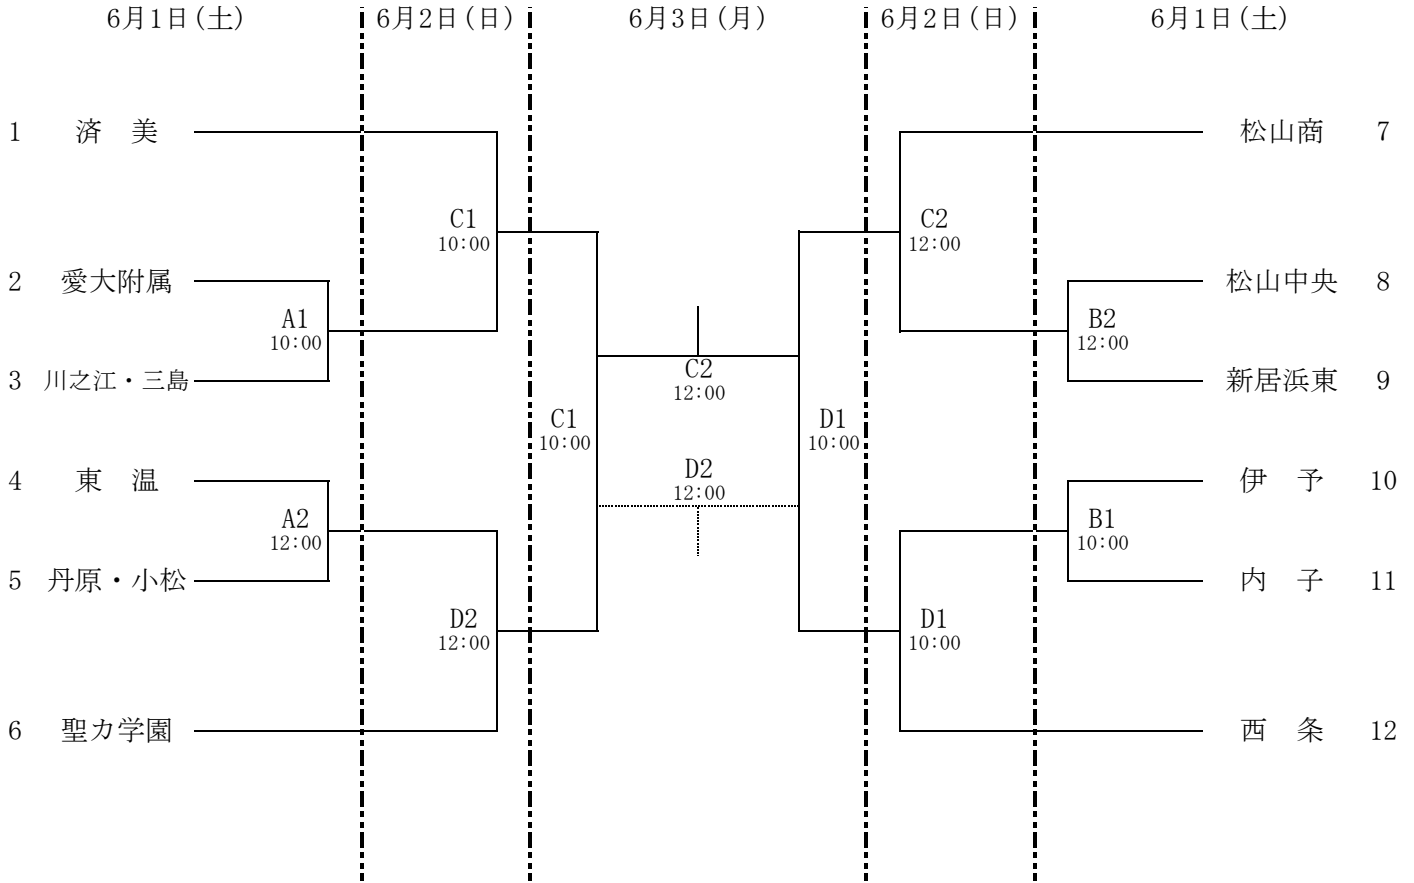 6月1日(土) 6月2日(日) 6月3日(月) 6月2日(日) 6月1日(土)
1 済　美
松山商 7
C1
10:00
C2
12:00
2 愛大附属
松山中央 8
A1
10:00
B2
12:00
3 川之江・三島
新居浜東 9
C2
12:00
C1
10:00
D1
10:00
D2
12:00
4 東　温
伊　予 10
A2
12:00
B1
10:00
5 丹原・小松
内　子 11
D2
12:00
D1
10:00
6 聖カ学園
西　条 12